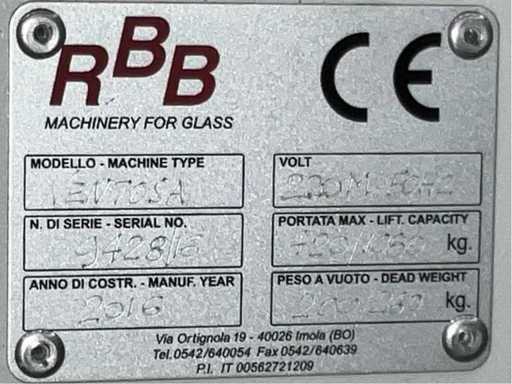 RBB
CE
MACHINERY FOR GLASS
MODELLO - MACHINE TYPE
VENTOSA
VOLT
N. DI SERIE - SERIAL NO.
PORTATA MAX - LIFT. CAPACITY
kg.
ANNO DI COSTR. - MANUF. YEAR
2016
PESO A VUOTO - DEAD WEIGHT
kg.
Via Ortignola 19 - 40026 Imola (BO)
Tel.0542/640054 Fax 0542/640639
P.I. IT 00562721209